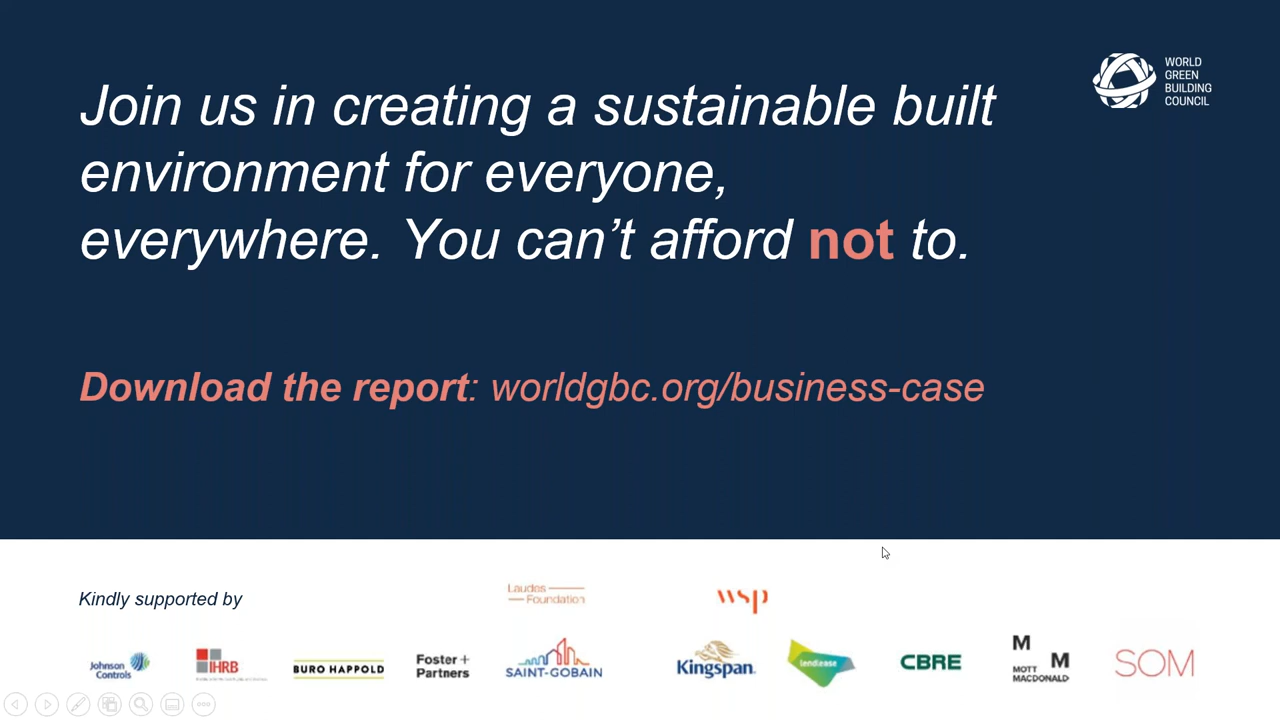 WORLD
GREEN
BUILDING
COUNCIL
Join us in creating a sustainable built
environment for everyone,
everywhere. You can’t afford not to.
Download the report: worldgbc.org/business-case
Kindly supported by
Laudes
Foundation
wsp
Johnson
Controls
IHRB
BURO HAPPOLD
Foster +
Partners
SAINT-GOBAIN
Kingspan
lendlease
CBRE
M
M
MOTT
MACDONALD
SOM